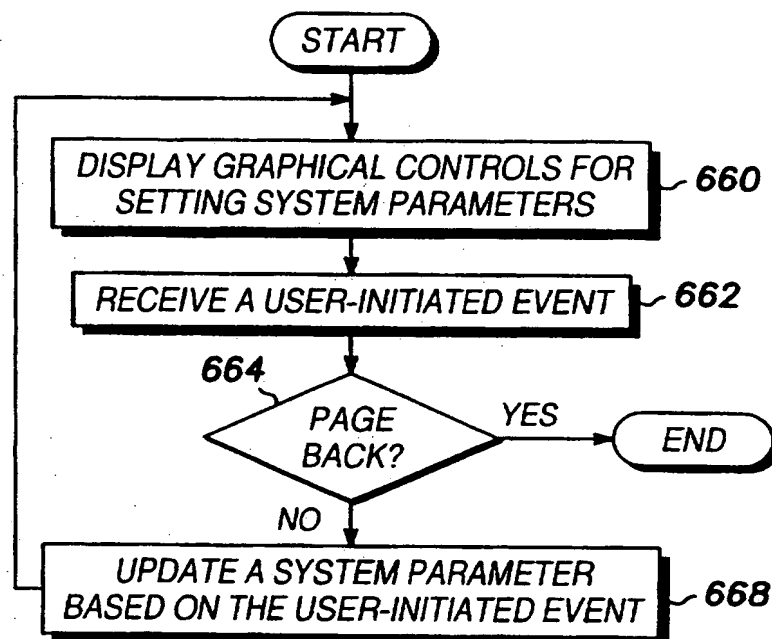 START
DISPLAY GRAPHICAL CONTROLS FOR
SETTING SYSTEM PARAMETERS
660
RECEIVE A USER-INITIATED EVENT
662
664
PAGE
BACK?
YES
END
NO
UPDATE A SYSTEM PARAMETER
BASED ON THE USER-INITIATED EVENT
668